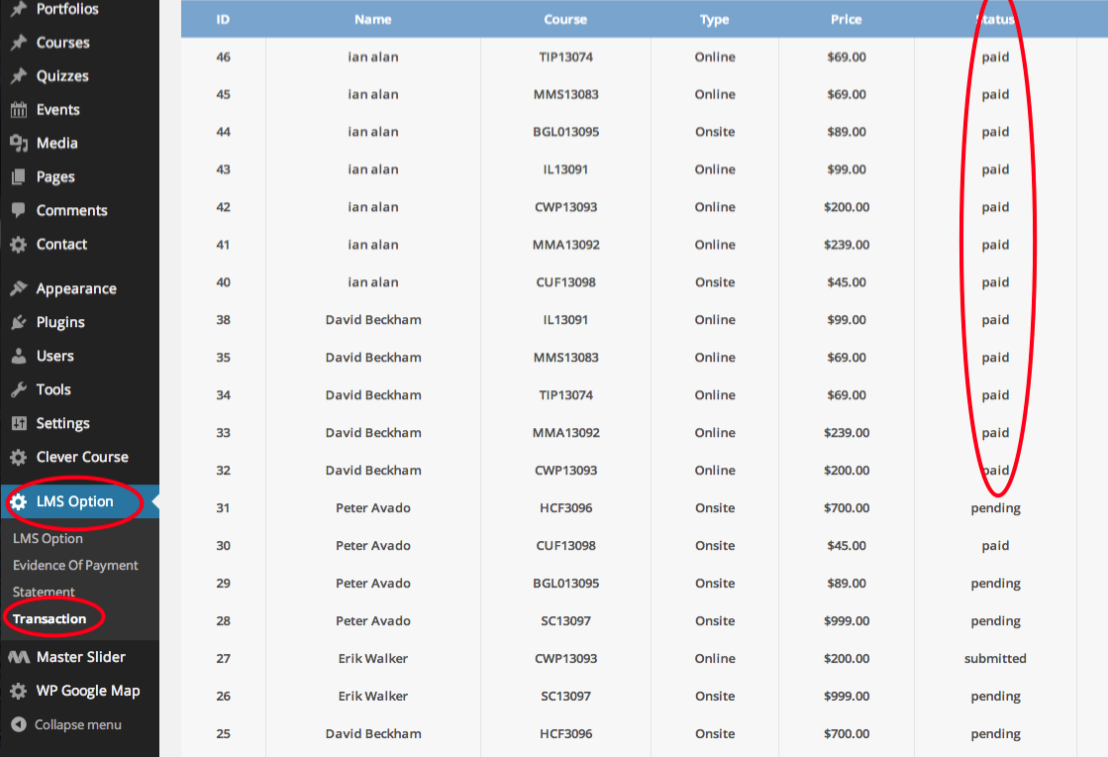 Portfolios
Courses
Quizzes
Events
Media
Pages
Comments
Contact
Appearance
Plugins
Users
Tools
Settings
Clever Course
LMS Option
LMS Option
Evidence Of Payment
Statement
Transaction
Master Slider
WP Google Map
Collapse menu
ID Name Course Type Price Status
46 ian alan TIP13074 Online $69.00 paid
45 ian alan MMS13083 Online $69.00 paid
44 ian alan BGL013095 Onsite $89.00 paid
43 ian alan IL13091 Online $99.00 paid
42 ian alan CWP13093 Online $200.00 paid
41 ian alan MMA13092 Online $239.00 paid
40 ian alan CUF13098 Onsite $45.00 paid
38 David Beckham IL13091 Online $99.00 paid
35 David Beckham MMS13083 Online $69.00 paid
34 David Beckham TIP13074 Online $69.00 paid
33 David Beckham MMA13092 Online $239.00 paid
32 David Beckham CWP13093 Online $200.00 paid
31 Peter Avado HCF3096 Onsite $700.00 pending
30 Peter Avado CUF13098 Onsite $45.00 paid
29 Peter Avado BGL013095 Onsite $89.00 pending
28 Peter Avado SC13097 Onsite $999.00 pending
27 Erik Walker CWP13093 Online $200.00 submitted
26 Erik Walker SC13097 Onsite $999.00 pending
25 David Beckham HCF3096 Onsite $700.00 pending